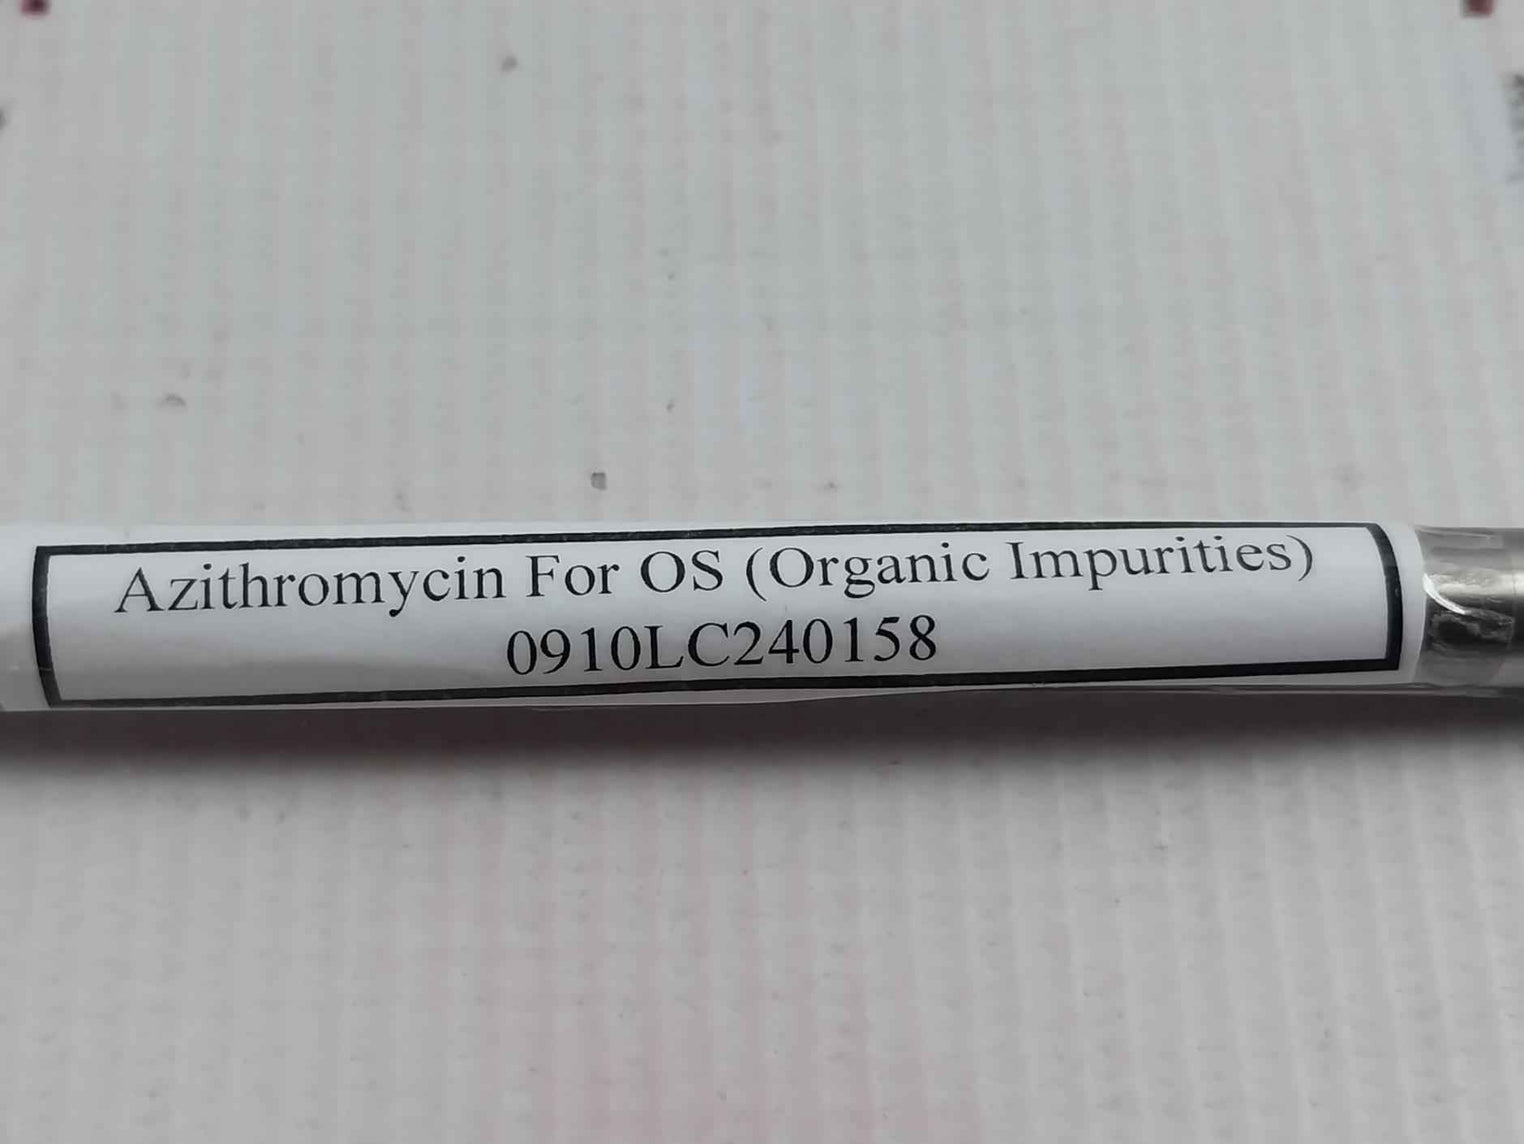 Azithromycin For OS (Organic Impurities)
0910LC240158